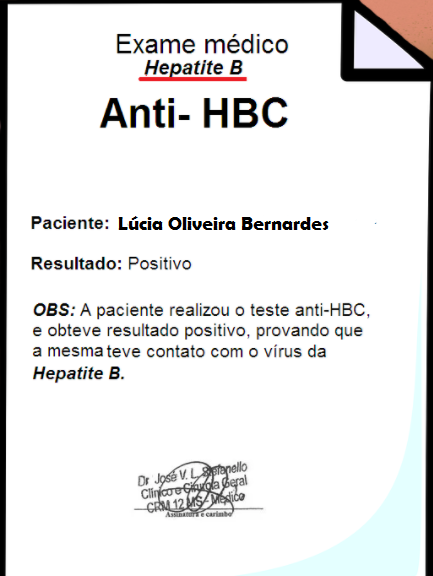 Exame médico
Hepatite B
Anti- HBC
Paciente: Lúcia Oliveira Bernardes
Resultado: Positivo
OBS: A paciente realizou o teste anti-HBC,
e obteve resultado positivo, provando que
a mesma teve contato com o vírus da
Hepatite B.
Dr José V. L. Stefanello
Clínico e Cirurgia Geral
CRM 12 MS - Médico
Assinatura e carimbo